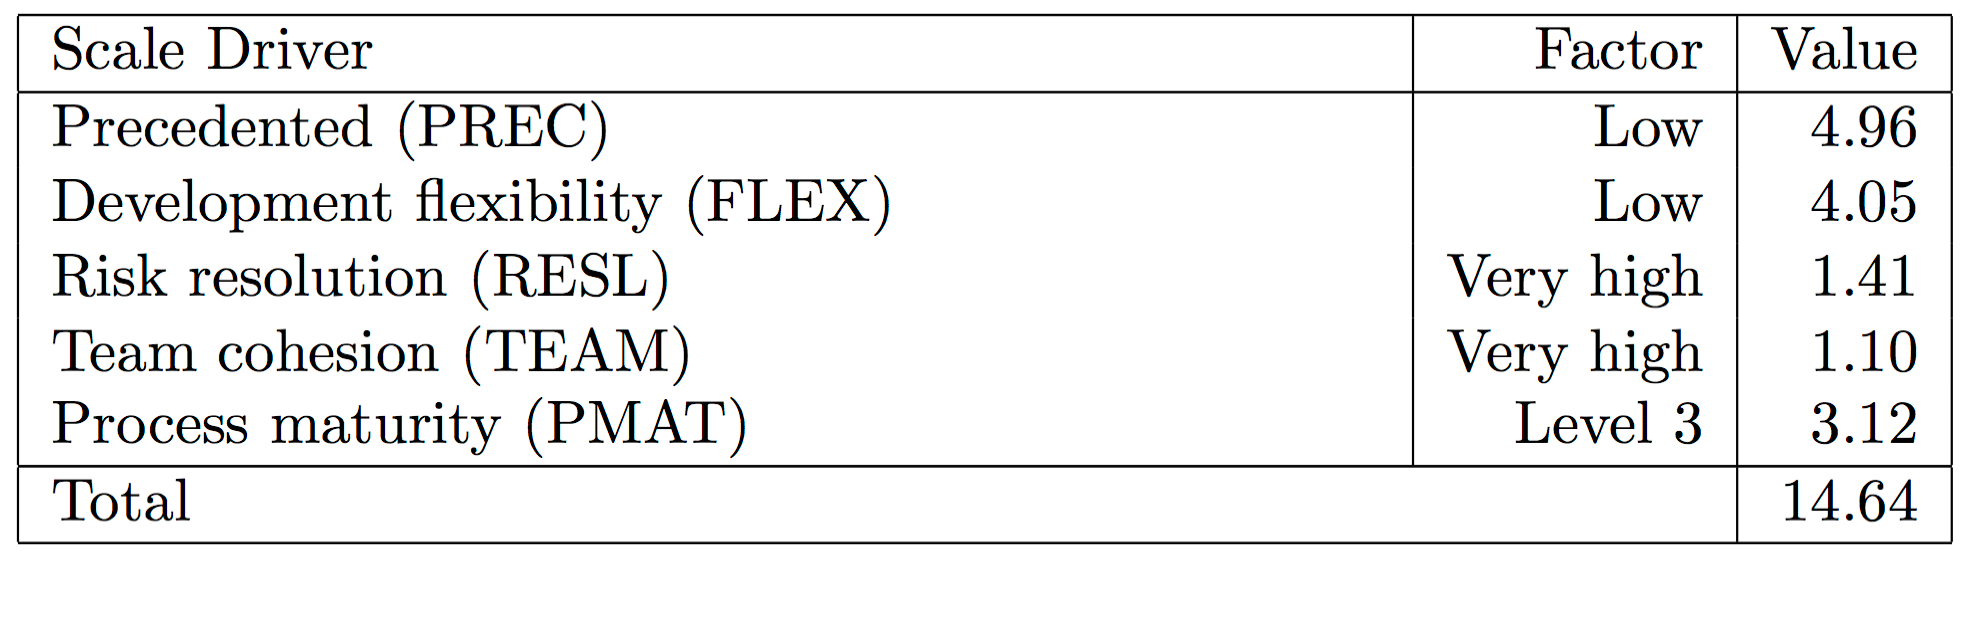 Scale Driver Factor Value
Precedented (PREC) Low 4.96
Development flexibility (FLEX) Low 4.05
Risk resolution (RESL) Very high 1.41
Team cohesion (TEAM) Very high 1.10
Process maturity (PMAT) Level 3 3.12
Total 14.64